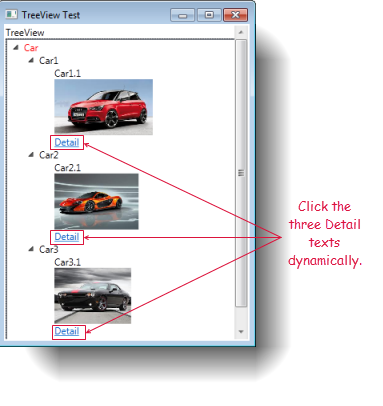 TreeView Test
TreeView
Car
Car1
Car1.1
Detail
Car2
Car2.1
Detail
Car3
Car3.1
Detail
Click the
three Detail
texts
dynamically.